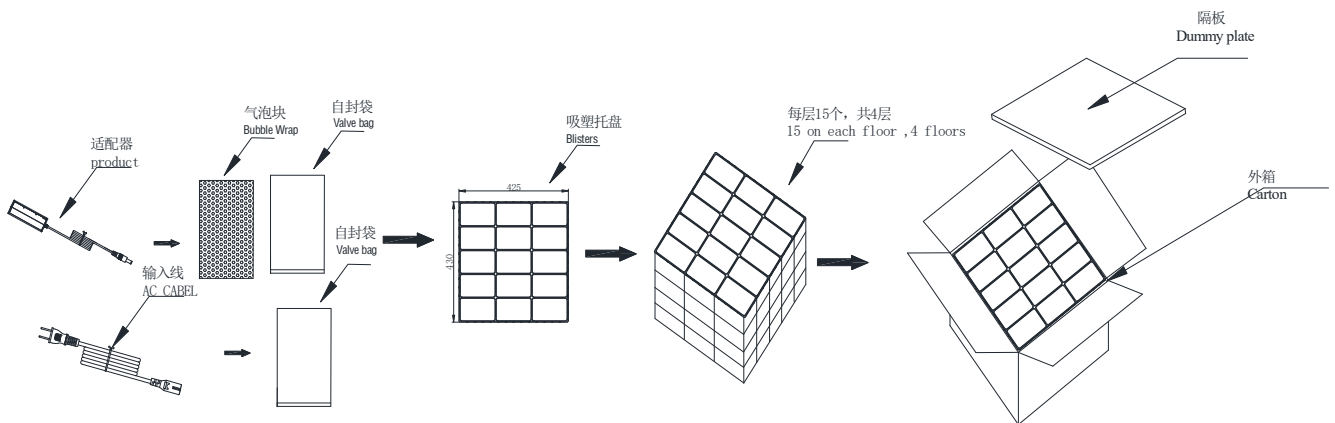 适配器
product
输入线
AC CABEL
气泡块
Bubble Wrap
自封袋
Valve bag
自封袋
Valve bag
吸塑托盘
Blisters
425
430
每层15个，共4层
15 on each floor ,4 floors
隔板
Dummy plate
外箱
Carton